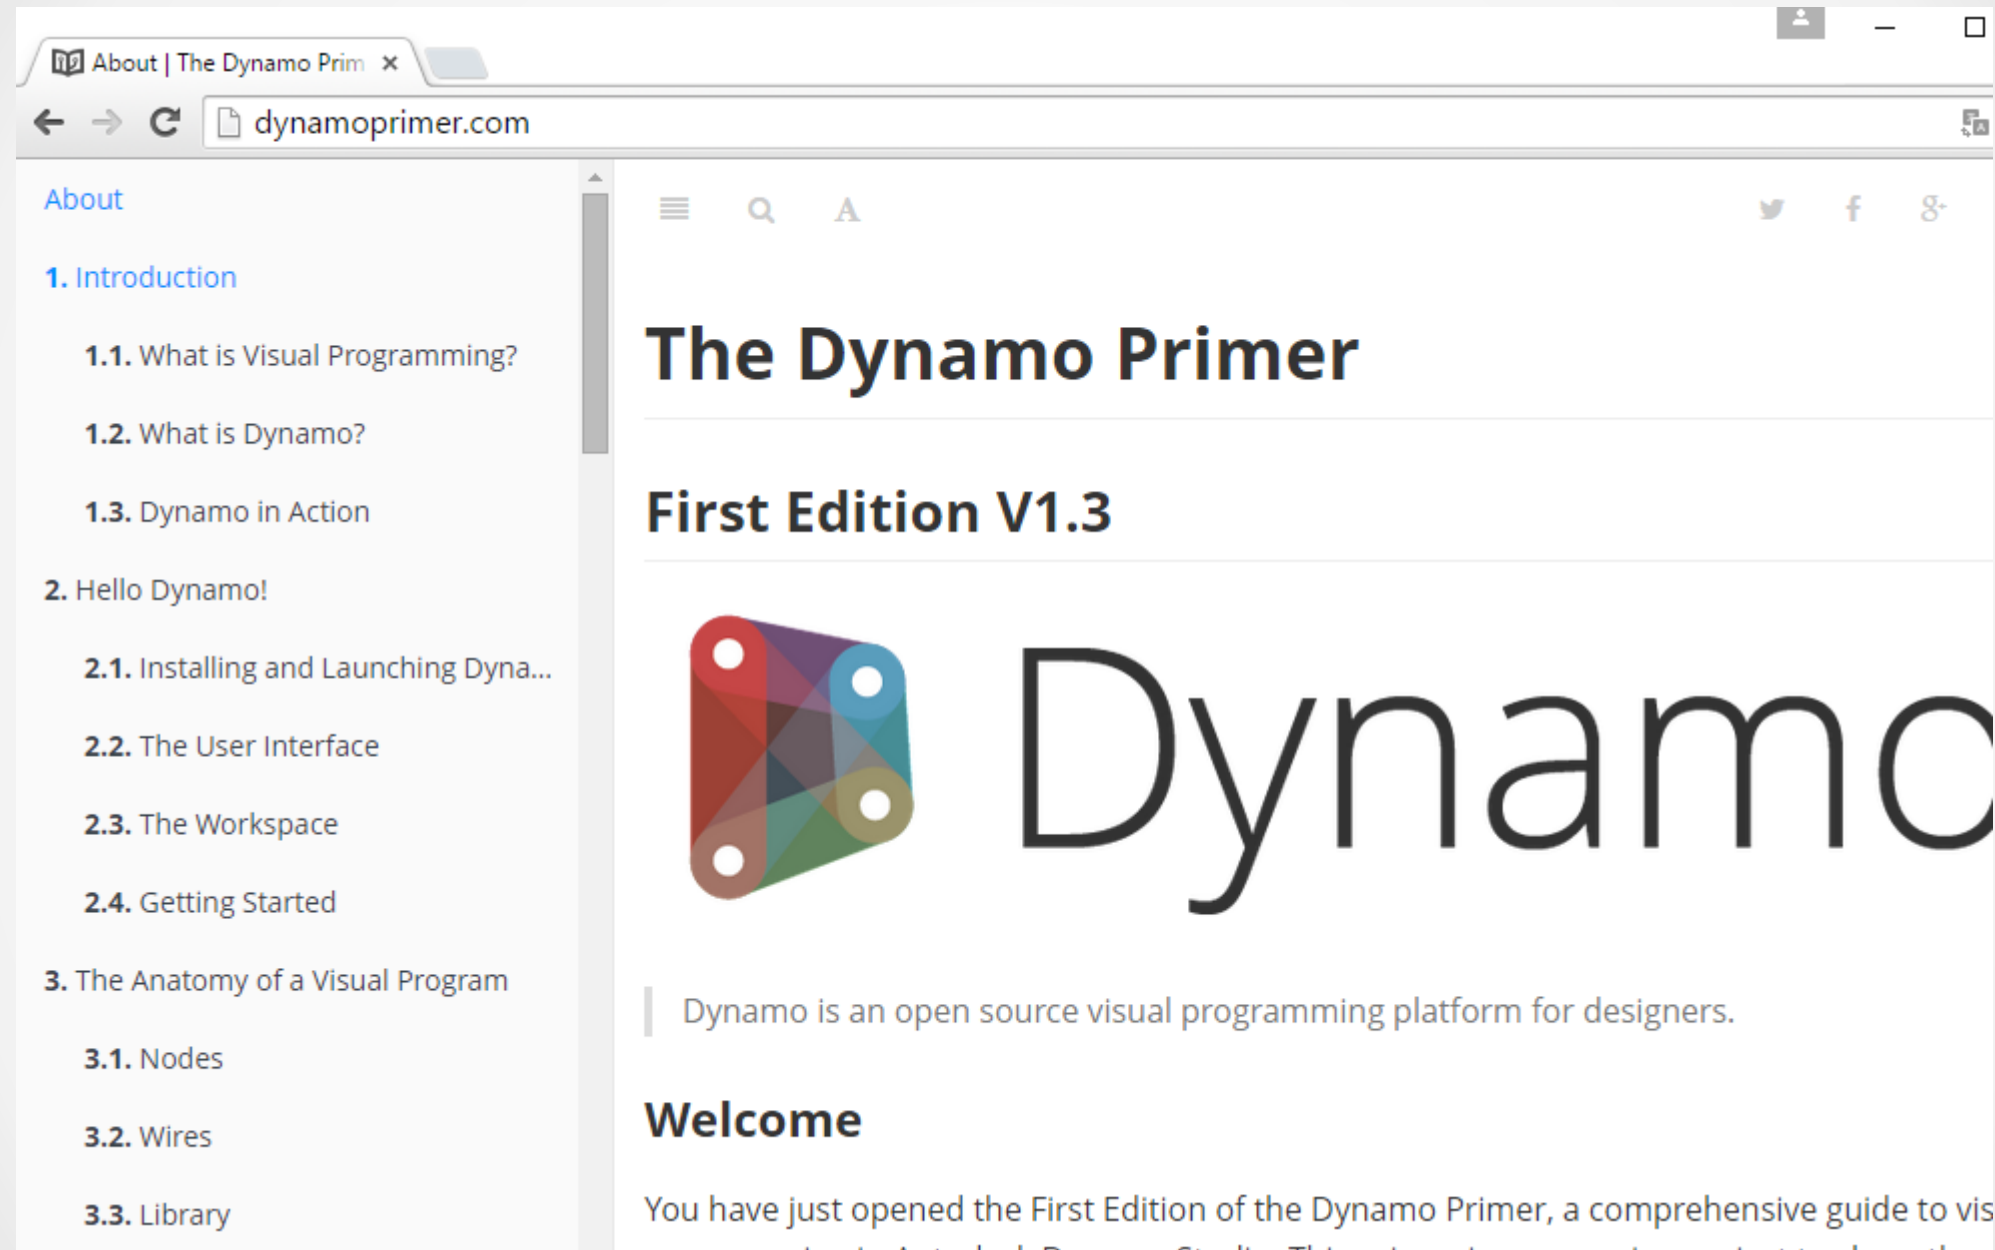 About | The Dynamo Prim
dynamoprimer.com
About
1. Introduction
1.1. What is Visual Programming?
1.2. What is Dynamo?
1.3. Dynamo in Action
2. Hello Dynamo!
2.1. Installing and Launching Dyna...
2.2. The User Interface
2.3. The Workspace
2.4. Getting Started
3. The Anatomy of a Visual Program
3.1. Nodes
3.2. Wires
3.3. Library
A
The Dynamo Primer
First Edition V1.3
Dynamo
Dynamo is an open source visual programming platform for designers.
Welcome
You have just opened the First Edition of the Dynamo Primer, a comprehensive guide to vis